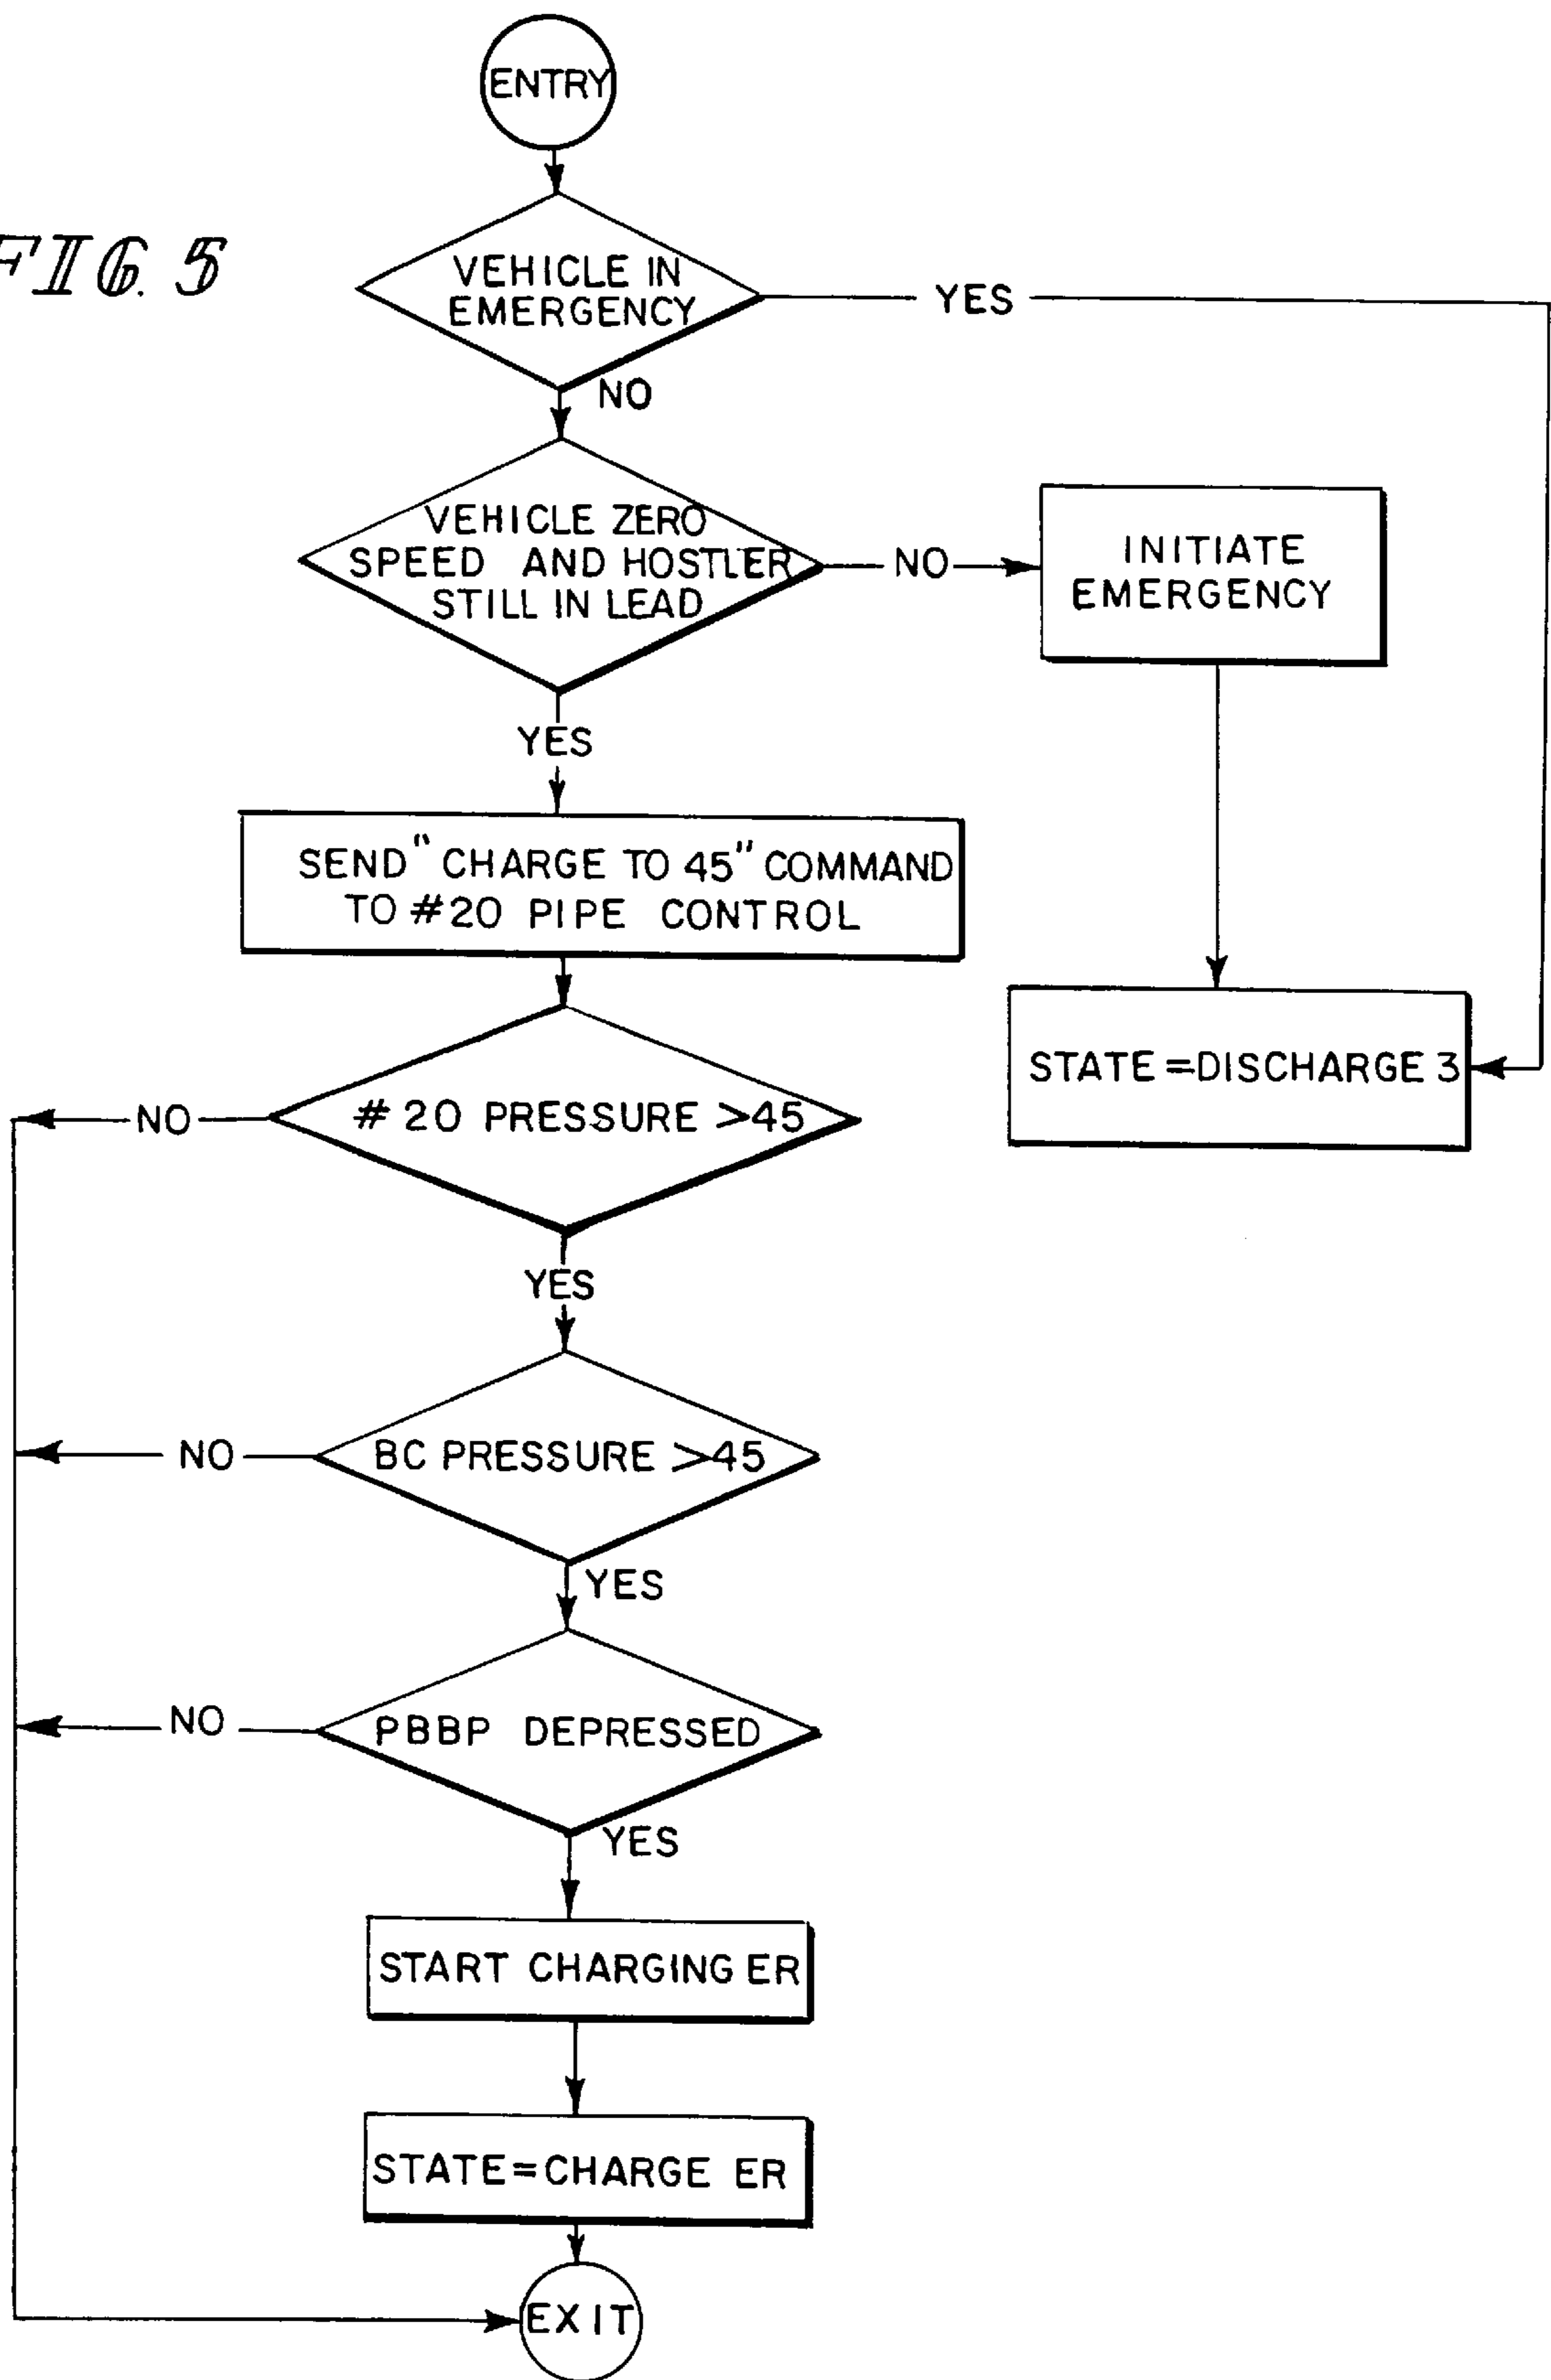 ENTRY
FIG. 5
VEHICLE IN
EMERGENCY
YES
NO
VEHICLE ZERO
SPEED AND HOSTLER
STILL IN LEAD
NO
INITIATE
EMERGENCY
YES
SEND "CHARGE TO 45" COMMAND
TO #20 PIPE CONTROL
STATE=DISCHARGE 3
# 20 PRESSURE >45
NO
YES
BC PRESSURE >45
NO
YES
PBBP DEPRESSED
NO
YES
START CHARGING ER
STATE=CHARGE ER
EXIT